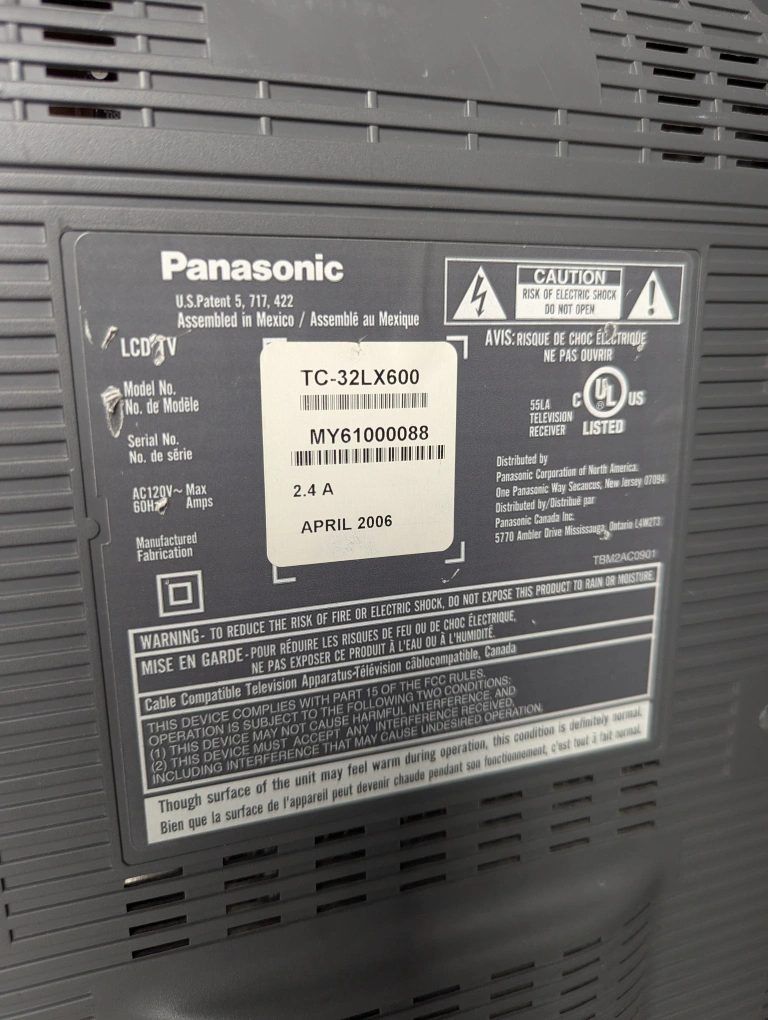 Panasonic
U.S.Patent 5, 717, 422
Assembled in Mexico / Assemblé au Mexique
LCD TV
Model No.
No. de Modèle
Serial No.
No. de série
AC120V~ Max
60Hz Amps
Manufactured
Fabrication
TC-32LX600
MY61000088
2.4 A
APRIL 2006
CAUTION
RISK OF ELECTRIC SHOCK
DO NOT OPEN
AVIS: RISQUE DE CHOC ÉLECTRIQUE
NE PAS OUVRIR
55LA
TELEVISION
RECEIVER
C UL US
®
LISTED
Distributed by
Panasonic Corporation of North America.
One Panasonic Way Secaucus, New Jersey 07094
Distributed by/Distribué par
Panasonic Canada Inc.
5770 Ambler Drive Mississauga, Ontario L4W2T3
TBM2AC0901
WARNING - TO REDUCE THE RISK OF FIRE OR ELECTRIC SHOCK, DO NOT EXPOSE THIS PRODUCT TO RAIN OR MOISTURE.
MISE EN GARDE - POUR RÉDUIRE LES RISQUES DE FEU OU DE CHOC ÉLECTRIQUE,
NE PAS EXPOSER CE PRODUIT À L'EAU OU À L'HUMIDITÉ.
Cable Compatible Television Apparatus-Télévision câblocompatible, Canada
THIS DEVICE COMPLIES WITH PART 15 OF THE FCC RULES.
OPERATION IS SUBJECT TO THE FOLLOWING TWO CONDITIONS:
(1) THIS DEVICE MAY NOT CAUSE HARMFUL INTERFERENCE, AND
(2) THIS DEVICE MUST ACCEPT ANY INTERFERENCE RECEIVED,
INCLUDING INTERFERENCE THAT MAY CAUSE UNDESIRED OPERATION.
Though surface of the unit may feel warm during operation, this condition is definitely normal.
Bien que la surface de l'appareil peut devenir chaude pendant son fonctionnement, c'est tout à fait normal.